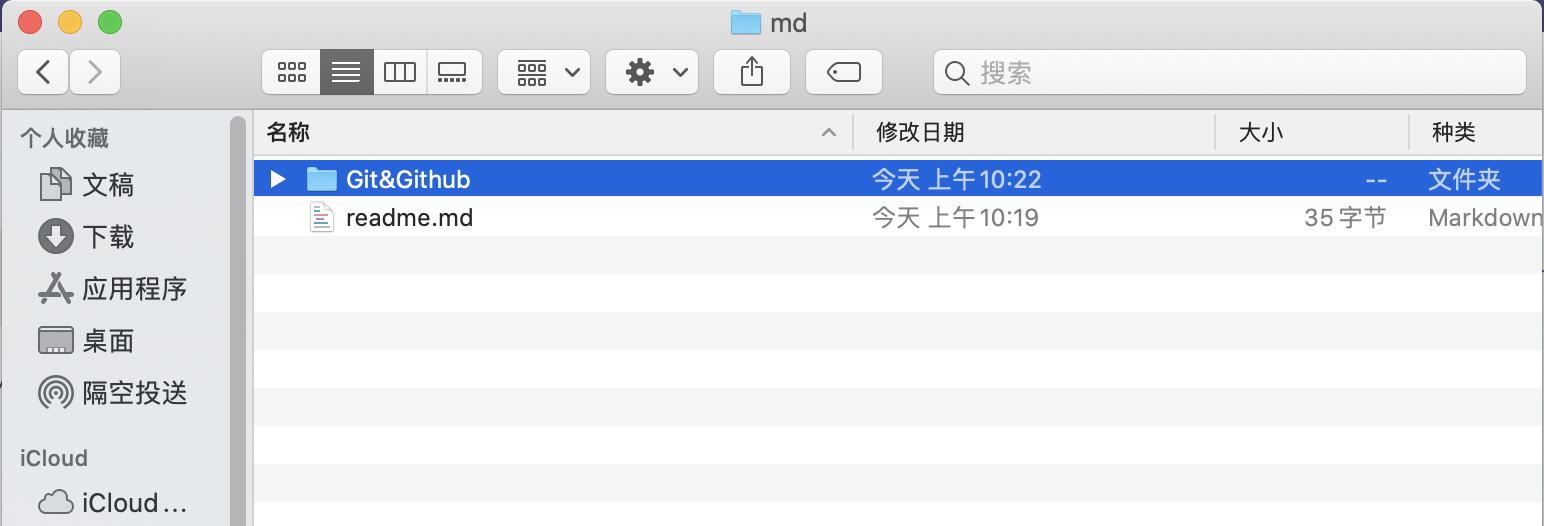 md
搜索
个人收藏
文稿
下载
应用程序
桌面
隔空投送
iCloud
iCloud…
名称 修改日期 大小 种类
Git&Github 今天 上午10:22 -- 文件夹
readme.md 今天 上午10:19 35 字节 Markdown